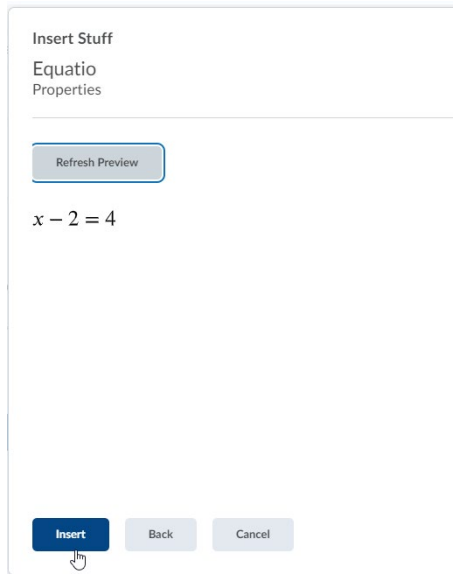 Insert Stuff
Equatio
Properties
Refresh Preview
x − 2 = 4
Insert Back Cancel